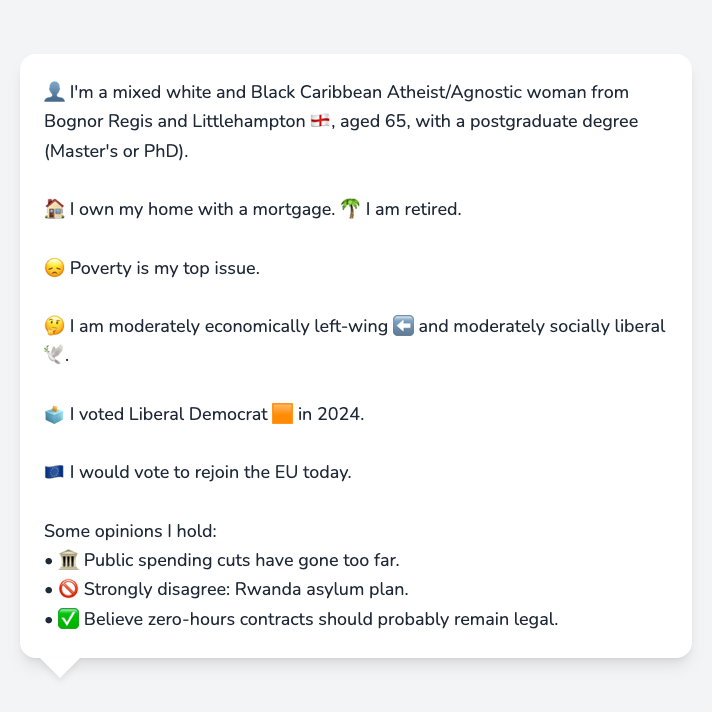 👤 I'm a mixed white and Black Caribbean Atheist/Agnostic woman from
Bognor Regis and Littlehampton 🏴󠁧󠁢󠁥󠁮󠁧󠁿, aged 65, with a postgraduate degree
(Master's or PhD).
🏠 I own my home with a mortgage. 🌴 I am retired.
😞 Poverty is my top issue.
🤔 I am moderately economically left-wing ⬅️ and moderately socially liberal
🕊️.
🗳️ I voted Liberal Democrat 🟧 in 2024.
🇪🇺 I would vote to rejoin the EU today.
Some opinions I hold:
• 🏛️ Public spending cuts have gone too far.
• 🚫 Strongly disagree: Rwanda asylum plan.
• ✅ Believe zero-hours contracts should probably remain legal.